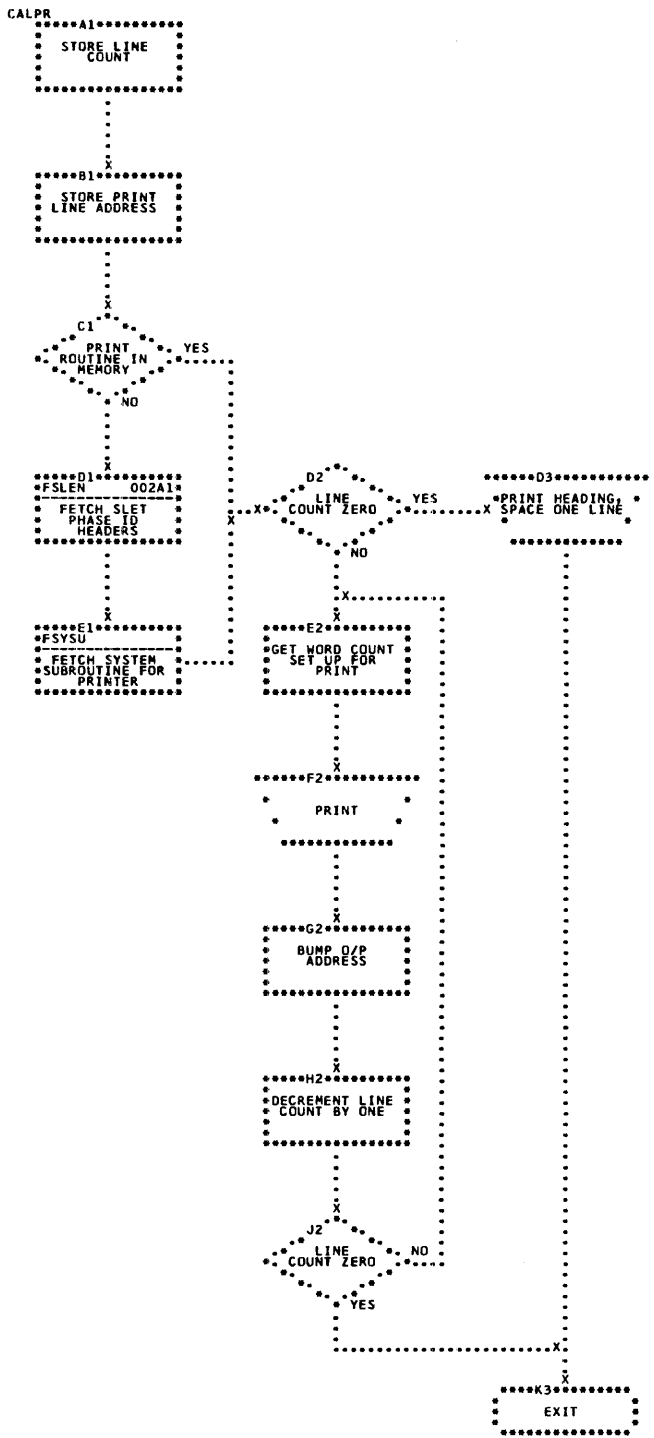 CALPR
A1
STORE LINE
COUNT
X
B1
STORE PRINT
LINE ADDRESS
X
C1
PRINT
ROUTINE IN
MEMORY
YES
NO
X
D1
FSLEN 002A1
FETCH SLET
PHASE ID
HEADERS
X
E1
FSYSU
FETCH SYSTEM
SUBROUTINE FOR
PRINTER
X
X
D2
LINE
COUNT ZERO
YES
NO
X
D3
PRINT HEADING,
SPACE ONE LINE
X
X
E2
GET WORD COUNT
SET UP FOR
PRINT
X
F2
PRINT
X
G2
BUMP O/P
ADDRESS
X
H2
DECREMENT LINE
COUNT BY ONE
X
J2
LINE
COUNT ZERO
NO
YES
X
X
K3
EXIT